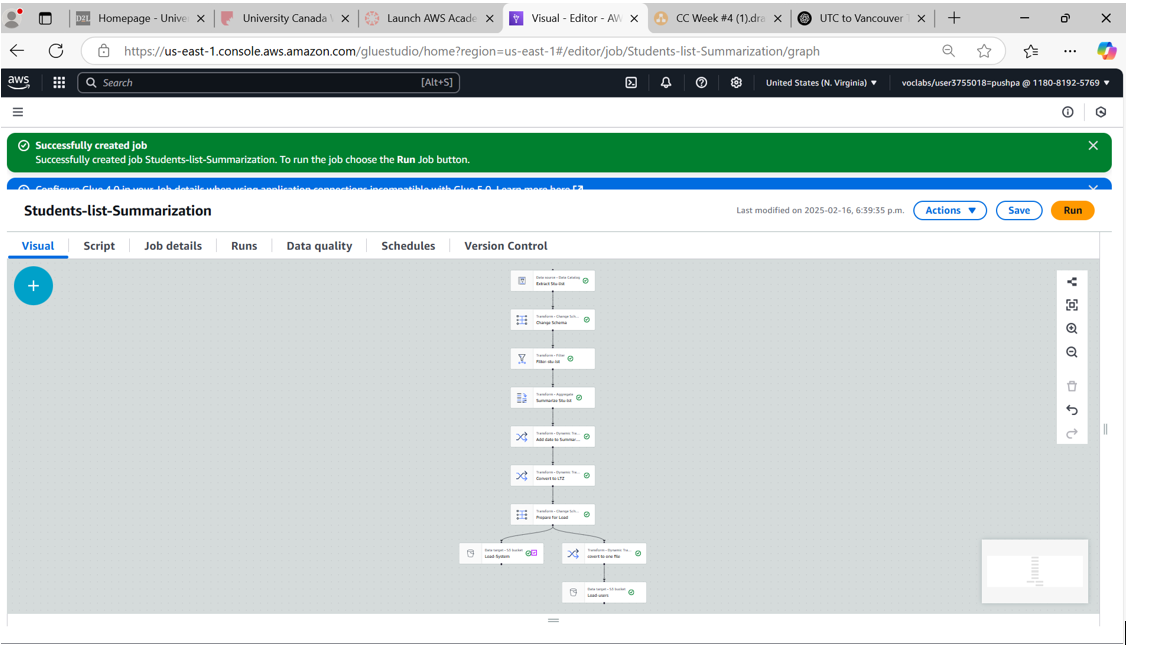 Homepage - Unive
University Canada
Launch AWS Acade
Visual - Editor - AW
CC Week #4 (1).dra
UTC to Vancouver
https://us-east-1.console.aws.amazon.com/gluestudio/home?region=us-east-1#/editor/job/Students-list-Summarization/graph
aws
Search
[Alt+S]
United States (N. Virginia)
voclabs/user3755018=pushpa @ 1180-8192-5769
Successfully created job
Successfully created job Students-list-Summarization. To run the job choose the Run Job button.
Configure Glue 4.0 in your Job details when using application connections incompatible with Glue 5.0. Learn more here
Students-list-Summarization
Last modified on 2025-02-16, 6:39:35 p.m.
Actions
Save
Run
Visual
Script
Job details
Runs
Data quality
Schedules
Version Control
Data source - Data Catalog
Extract Stu list
Transform - Change Sch...
Change Schema
Transform - Filter
Filter stu list
Transform - Aggregate
Summarize Stu list
Transform - Dynamic Tra...
Add date to Summar...
Transform - Dynamic Tra...
Convert to LTZ
Transform - Change Sch...
Prepare for Load
Data target - S3 bucket
Load System
Transform - Dynamic Tra...
covert to one file
Data target - S3 bucket
Load users